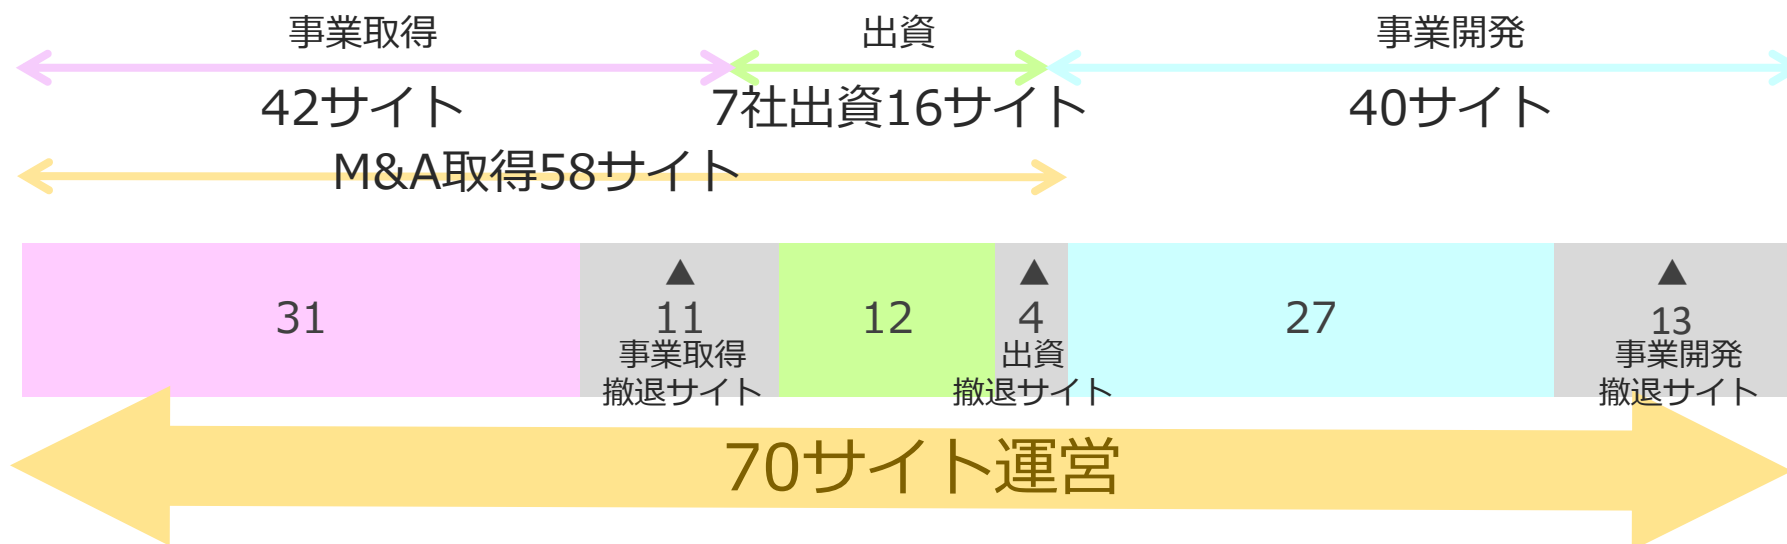 事業取得
出資
事業開発
42サイト
7社出資16サイト
40サイト
M&A取得58サイト
31
▲
11
事業取得
撤退サイト
12
▲
4
出資
撤退サイト
27
▲
13
事業開発
撤退サイト
70サイト運営